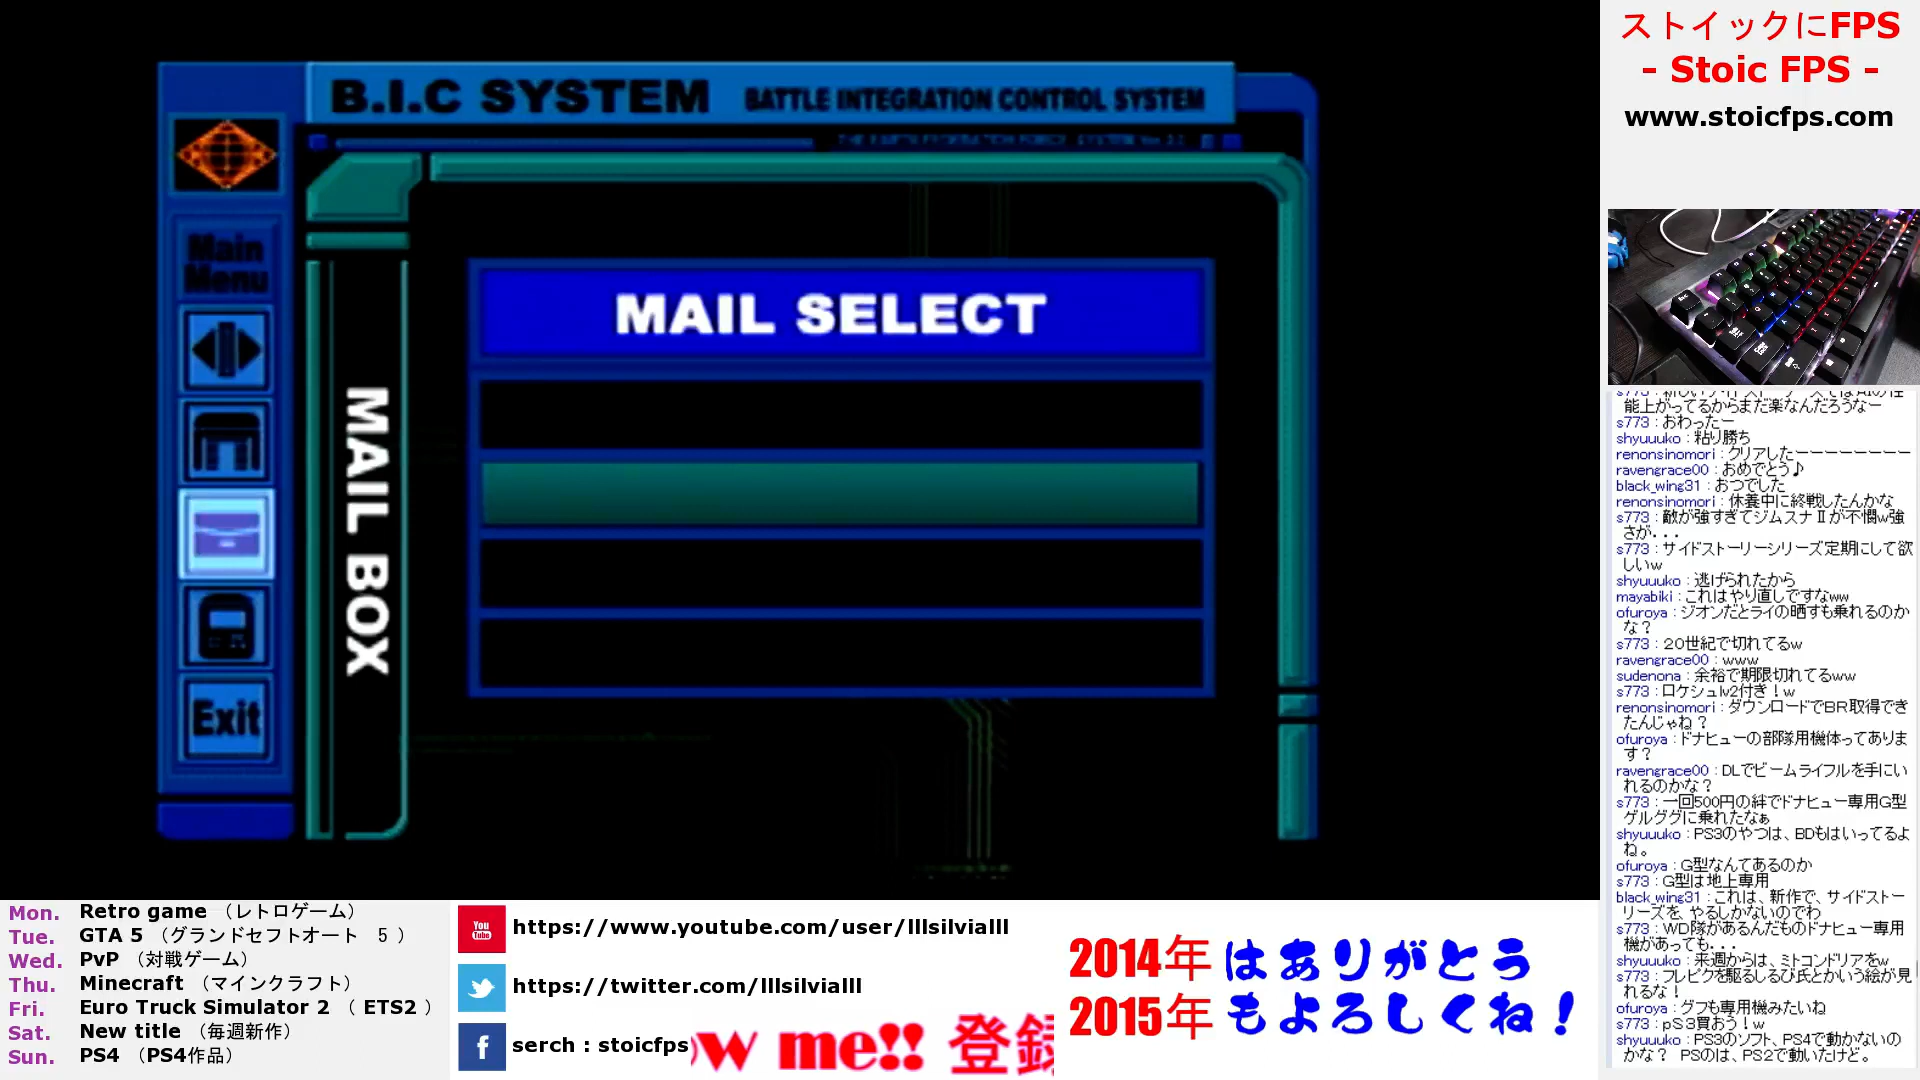 B.I.C SYSTEM BATTLE INTEGRATION CONTROL SYSTEM
Main
Menu
MAIL SELECT
MAIL BOX
Exit
ストイックにFPS
- Stoic FPS -
www.stoicfps.com
能上がってるからまだ楽なんだろうなー
s773 : おわったー
shyuuuko : 粘り勝ち
renonsinomori : クリアしたーーーーーーーー
ravengrace00 : おめでとう♪
black_wing31 : おつでした
renonsinomori : 休養中に終戦したんかな
s773 : 敵が強すぎてジムスナⅡが不憫w強
さが．．．
s773 : サイドストーリーシリーズ定期にして欲
しいw
shyuuuko : 逃げられたから
mayabiki : これはやり直しですなww
ofuroya : ジオンだとライの晒すも乗れるのか
な？
s773 : 20世紀で切れてるw
ravengrace00 : www
sudenona : 余裕で期限切れてるww
s773 : ロケシュlv2付き！w
renonsinomori : ダウンロードでBR取得でき
たんじゃね？
ofuroya : ドナヒューの部隊用機体ってありま
す？
ravengrace00 : DLでビームライフルを手にい
れるのかな？
s773 : 一回500円の絆でドナヒュー専用G型
ゲルググに乗れたなぁ
shyuuuko : PS3のやつは、BDもはいってるよ
ね。
ofuroya : G型なんてあるのか
s773 : G型は地上専用
black_wing31 : これは、新作で、サイドストー
リーズを、やるしかないのでわ
s773 : WD隊があるんだものドナヒュー専用
機があっても．．．
shyuuuko : 来週からは、ミトコンドリアをw
s773 : フレピクを駆るしるび氏とかいう絵が見
れるな！
ofuroya : グフも専用機みたいね
s773 : pS3買おう！w
shyuuuko : PS3のソフト、PS4で動かないの
かな？　PSのは、PS2で動いたけど。
Mon. Retro game （レトロゲーム）
Tue. GTA 5 （グランドセフトオート　5 ）
Wed. PvP （対戦ゲーム）
Thu. Minecraft （マインクラフト）
Fri. Euro Truck Simulator 2 （ ETS2 ）
Sat. New title （毎週新作）
Sun. PS4 （PS4作品）
You
Tube
https://www.youtube.com/user/lllsilvialll
https://twitter.com/lllsilvialll
f
serch : stoicfps
w me!! 登録
2014年 はありがとう
2015年 もよろしくね！